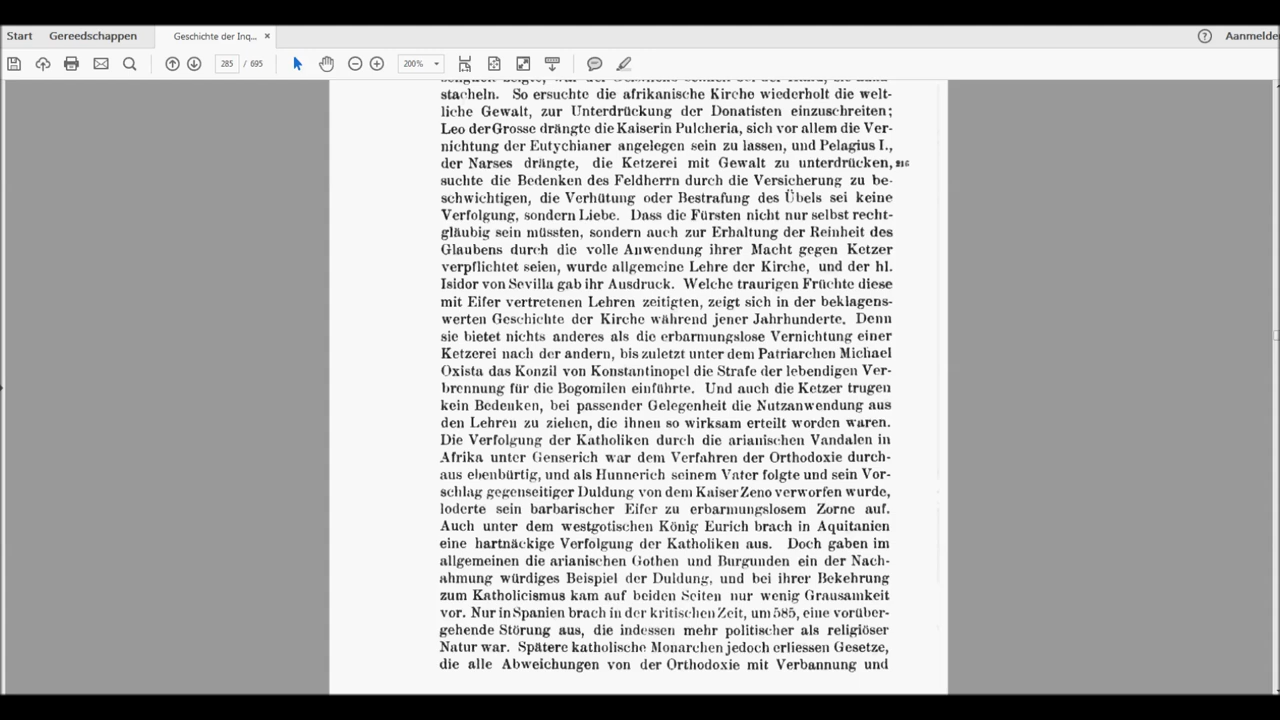 Start
Gereedschappen
Geschichte der Inq...
Aanmelde
285 / 695
200%
stacheln. So ersuchte die afrikanische Kirche wiederholt die welt-
liche Gewalt, zur Unterdrückung der Donatisten einzuschreiten;
Leo der Grosse drängte die Kaiserin Pulcheria, sich vor allem die Ver-
nichtung der Eutychianer angelegen sein zu lassen, und Pelagius I.,
der Narses drängte, die Ketzerei mit Gewalt zu unterdrücken, 216
suchte die Bedenken des Feldherrn durch die Versicherung zu be-
schwichtigen, die Verhütung oder Bestrafung des Übels sei keine
Verfolgung, sondern Liebe. Dass die Fürsten nicht nur selbst recht-
gläubig sein müssten, sondern auch zur Erhaltung der Reinheit des
Glaubens durch die volle Anwendung ihrer Macht gegen Ketzer
verpflichtet seien, wurde allgemeine Lehre der Kirche, und der hl.
Isidor von Sevilla gab ihr Ausdruck. Welche traurigen Früchte diese
mit Eifer vertretenen Lehren zeitigten, zeigt sich in der beklagens-
werten Geschichte der Kirche während jener Jahrhunderte. Denn
sie bietet nichts anderes als die erbarmungslose Vernichtung einer
Ketzerei nach der andern, bis zuletzt unter dem Patriarchen Michael
Oxista das Konzil von Konstantinopel die Strafe der lebendigen Ver-
brennung für die Bogomilen einführte. Und auch die Ketzer trugen
kein Bedenken, bei passender Gelegenheit die Nutzanwendung aus
den Lehren zu ziehen, die ihnen so wirksam erteilt worden waren.
Die Verfolgung der Katholiken durch die arianischen Vandalen in
Afrika unter Genserich war dem Verfahren der Orthodoxie durch-
aus ebenbürtig, und als Hunnerich seinem Vater folgte und sein Vor-
schlag gegenseitiger Duldung von dem Kaiser Zeno verworfen wurde,
loderte sein barbarischer Eifer zu erbarmungslosem Zorne auf.
Auch unter dem westgotischen König Eurich brach in Aquitanien
eine hartnäckige Verfolgung der Katholiken aus. Doch gaben im
allgemeinen die arianischen Gothen und Burgunden ein der Nach-
ahmung würdiges Beispiel der Duldung, und bei ihrer Bekehrung
zum Katholicismus kam auf beiden Seiten nur wenig Grausamkeit
vor. Nur in Spanien brach in der kritischen Zeit, um 585, eine vorüber-
gehende Störung aus, die indessen mehr politischer als religiöser
Natur war. Spätere katholische Monarchen jedoch erliessen Gesetze,
die alle Abweichungen von der Orthodoxie mit Verbannung und